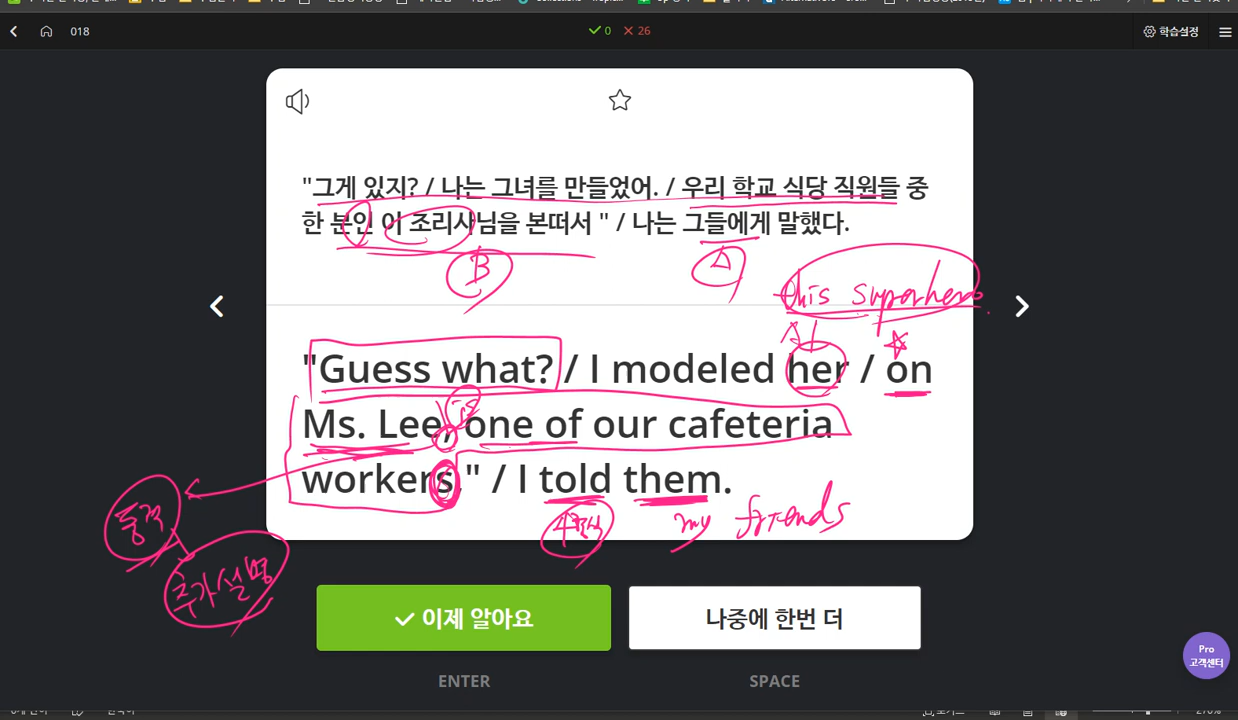 018
0
26
학습설정
"그게 있지? / 나는 그녀를 만들었어. / 우리 학교 식당 직원들 중
한 분인 이 조리사님을 본떠서 " / 나는 그들에게 말했다.
B
A
this superhero
"Guess what? / I modeled her / on
is
Ms. Lee, one of our cafeteria
workers," / I told them.
동격
my friends
추가설명
이제 알아요
나중에 한번 더
Pro
고객센터
ENTER
SPACE